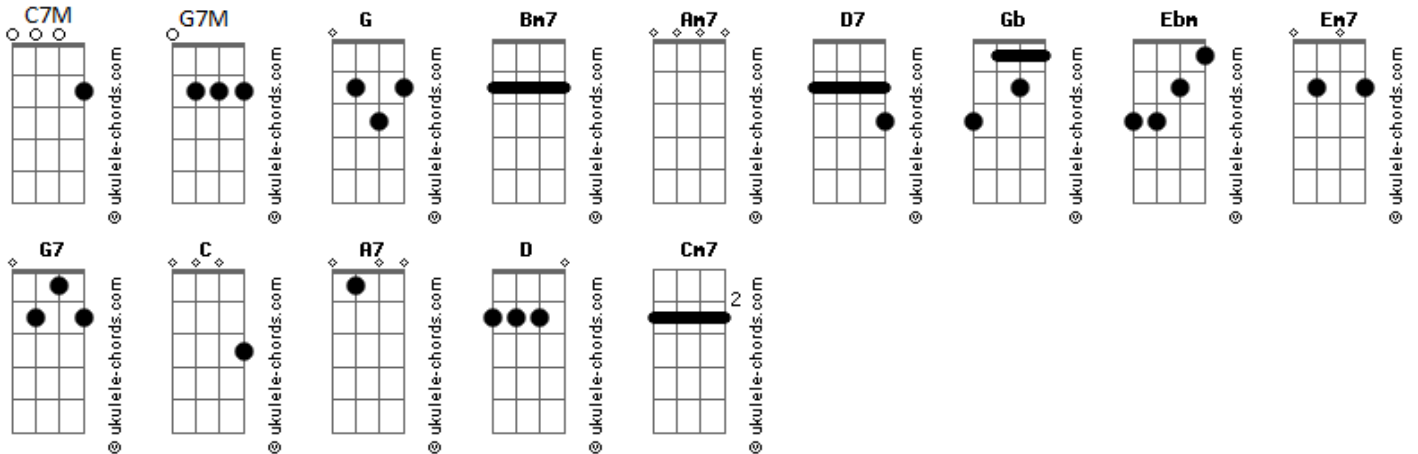 C7M G7M G Bm7 Am7 D7 Gb Ebm Em7
© ukulele-chords.com © ukulele-chords.com © ukulele-chords.com © ukulele-chords.com © ukulele-chords.com © ukulele-chords.com © ukulele-chords.com © ukulele-chords.com © ukulele-chords.com
G7 C A7 D Cm7
2
© ukulele-chords.com © ukulele-chords.com © ukulele-chords.com © ukulele-chords.com © ukulele-chords.com